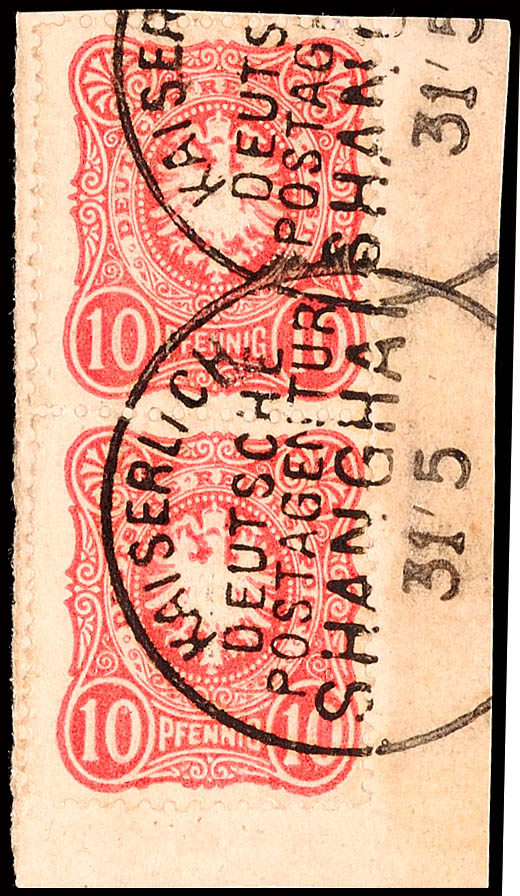 KAISER
DEUTS
POSTAG
SHANGHAI
31/5
10 PFENNIG 10
KAISERLICH
DEUTSCHE
POSTAGENTUR
SHANGHAI
31/5
10 PFENNIG 10